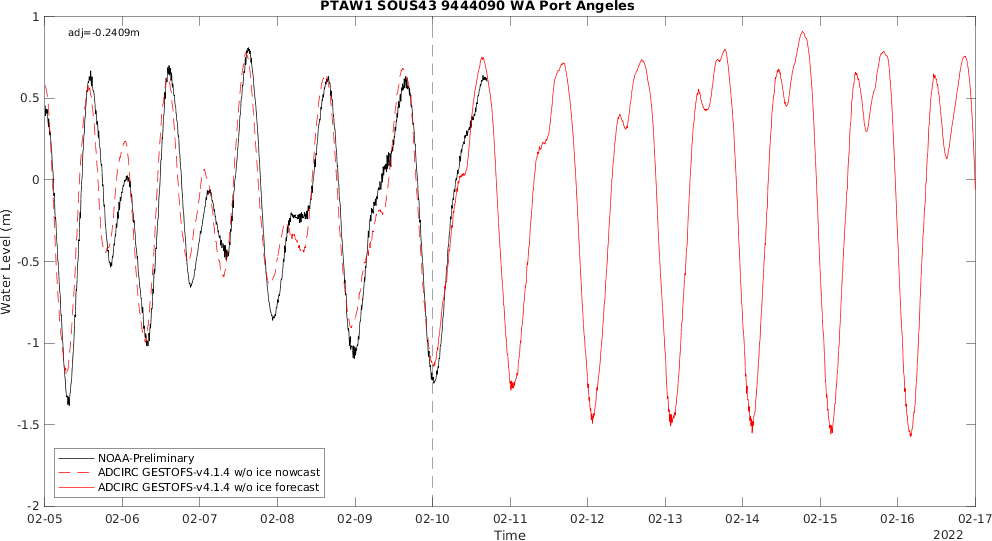 PTAW1 SOUS43 9444090 WA Port Angeles
adj=-0.2409m
1
0.5
0
-0.5
-1
-1.5
-2
Water Level (m)
NOAA-Preliminary
ADCIRC GESTOFS-v4.1.4 w/o ice nowcast
ADCIRC GESTOFS-v4.1.4 w/o ice forecast
02-05 02-06 02-07 02-08 02-09 02-10 02-11 02-12 02-13 02-14 02-15 02-16 02-17
Time
2022